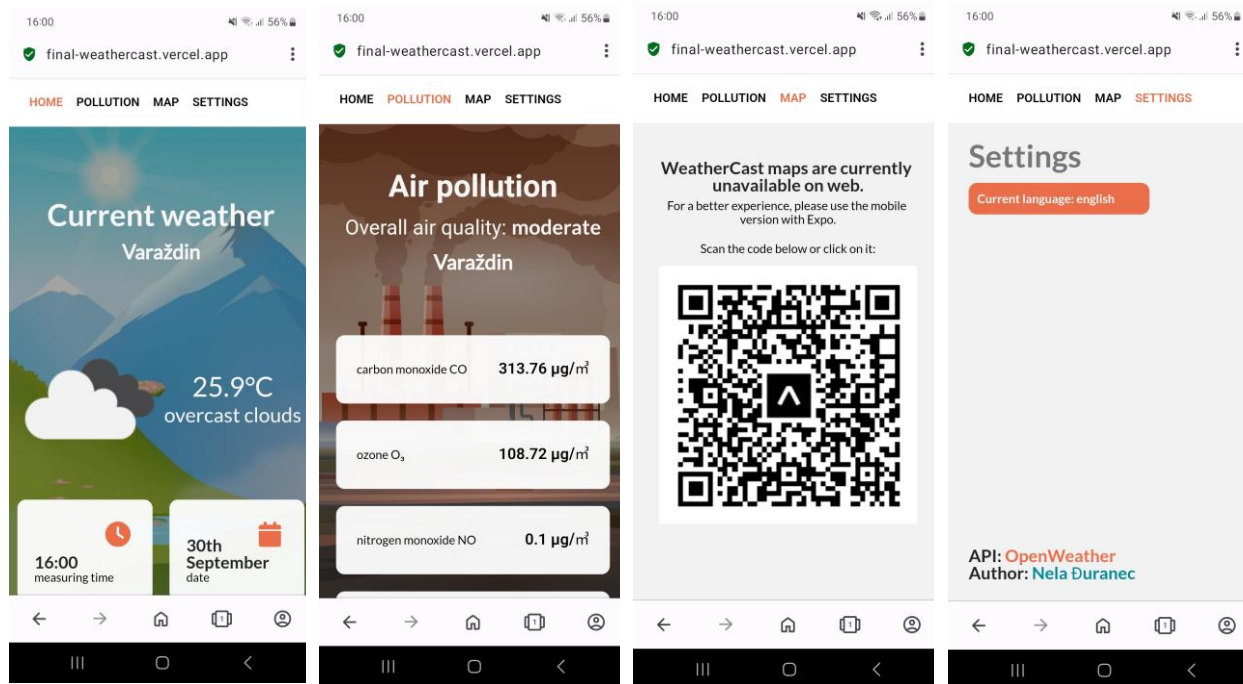 16:00 56%
final-weathercast.vercel.app
HOME POLLUTION MAP SETTINGS
Current weather
Varaždin
25.9°C
overcast clouds
16:00
measuring time
30th
September
date
1
16:00 56%
final-weathercast.vercel.app
HOME POLLUTION MAP SETTINGS
Air pollution
Overall air quality: moderate
Varaždin
carbon monoxide CO 313.76 µg/m³
ozone O₃ 108.72 µg/m³
nitrogen monoxide NO 0.1 µg/m³
1
16:00 56%
final-weathercast.vercel.app
HOME POLLUTION MAP SETTINGS
WeatherCast maps are currently
unavailable on web.
For a better experience, please use the mobile
version with Expo.
Scan the code below or click on it:
1
16:00 56%
final-weathercast.vercel.app
HOME POLLUTION MAP SETTINGS
Settings
Current language: english
API: OpenWeather
Author: Nela Đuranec
1